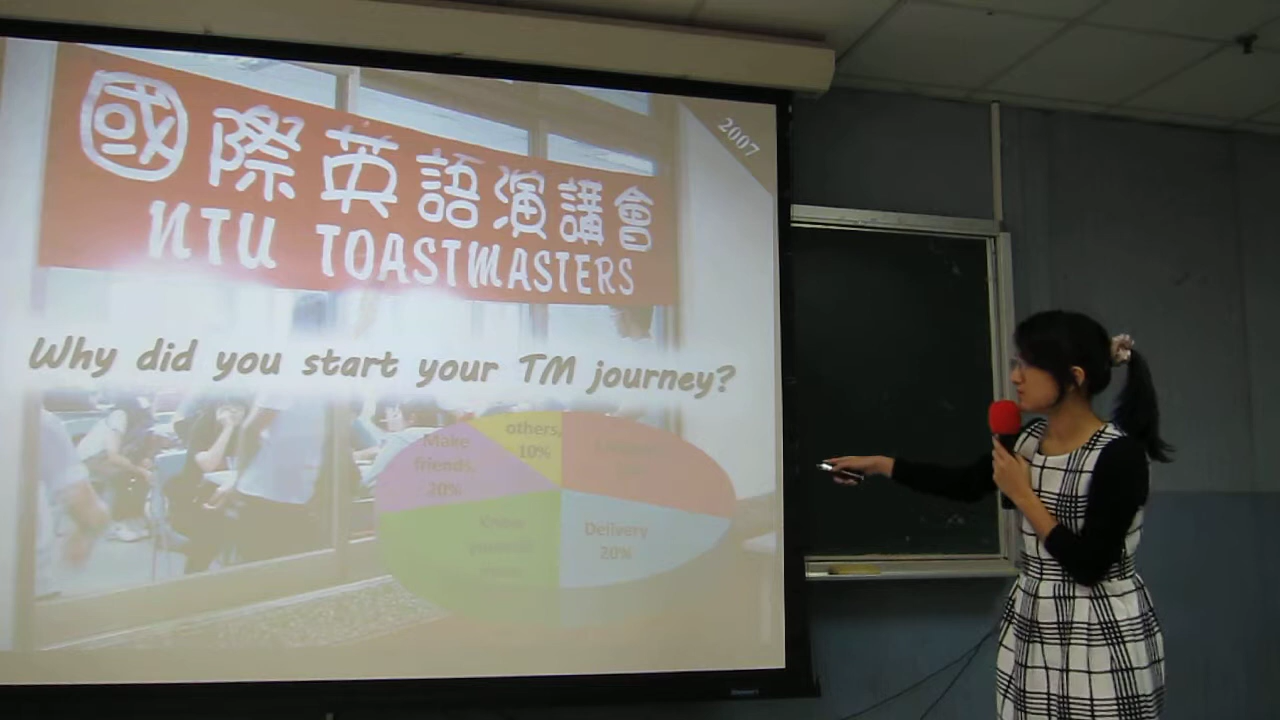 2007
國際英語演講會
NTU TOASTMASTERS
Why did you start your TM journey?
others,
10%
Make
friends,
20%
Delivery
20%